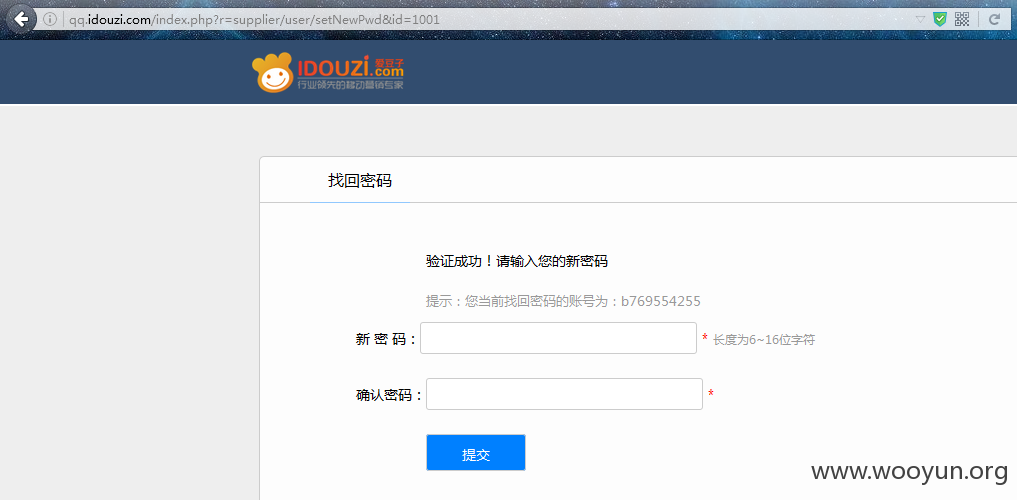 qq.idouzi.com/index.php?r=supplier/user/setNewPwd&id=1001
IDOUZI.com 爱豆子
行业领先的移动营销专家
找回密码
验证成功！请输入您的新密码
提示：您当前找回密码的账号为：b769554255
新 密 码： * 长度为6~16位字符
确认密码： *
提交
www.wooyun.org